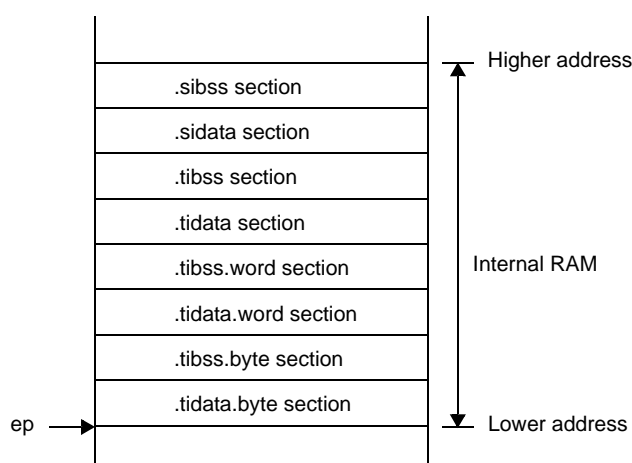 Higher address
.sibss section
.sidata section
.tibss section
.tidata section
.tibss.word section
Internal RAM
.tidata.word section
.tibss.byte section
.tidata.byte section
ep
Lower address